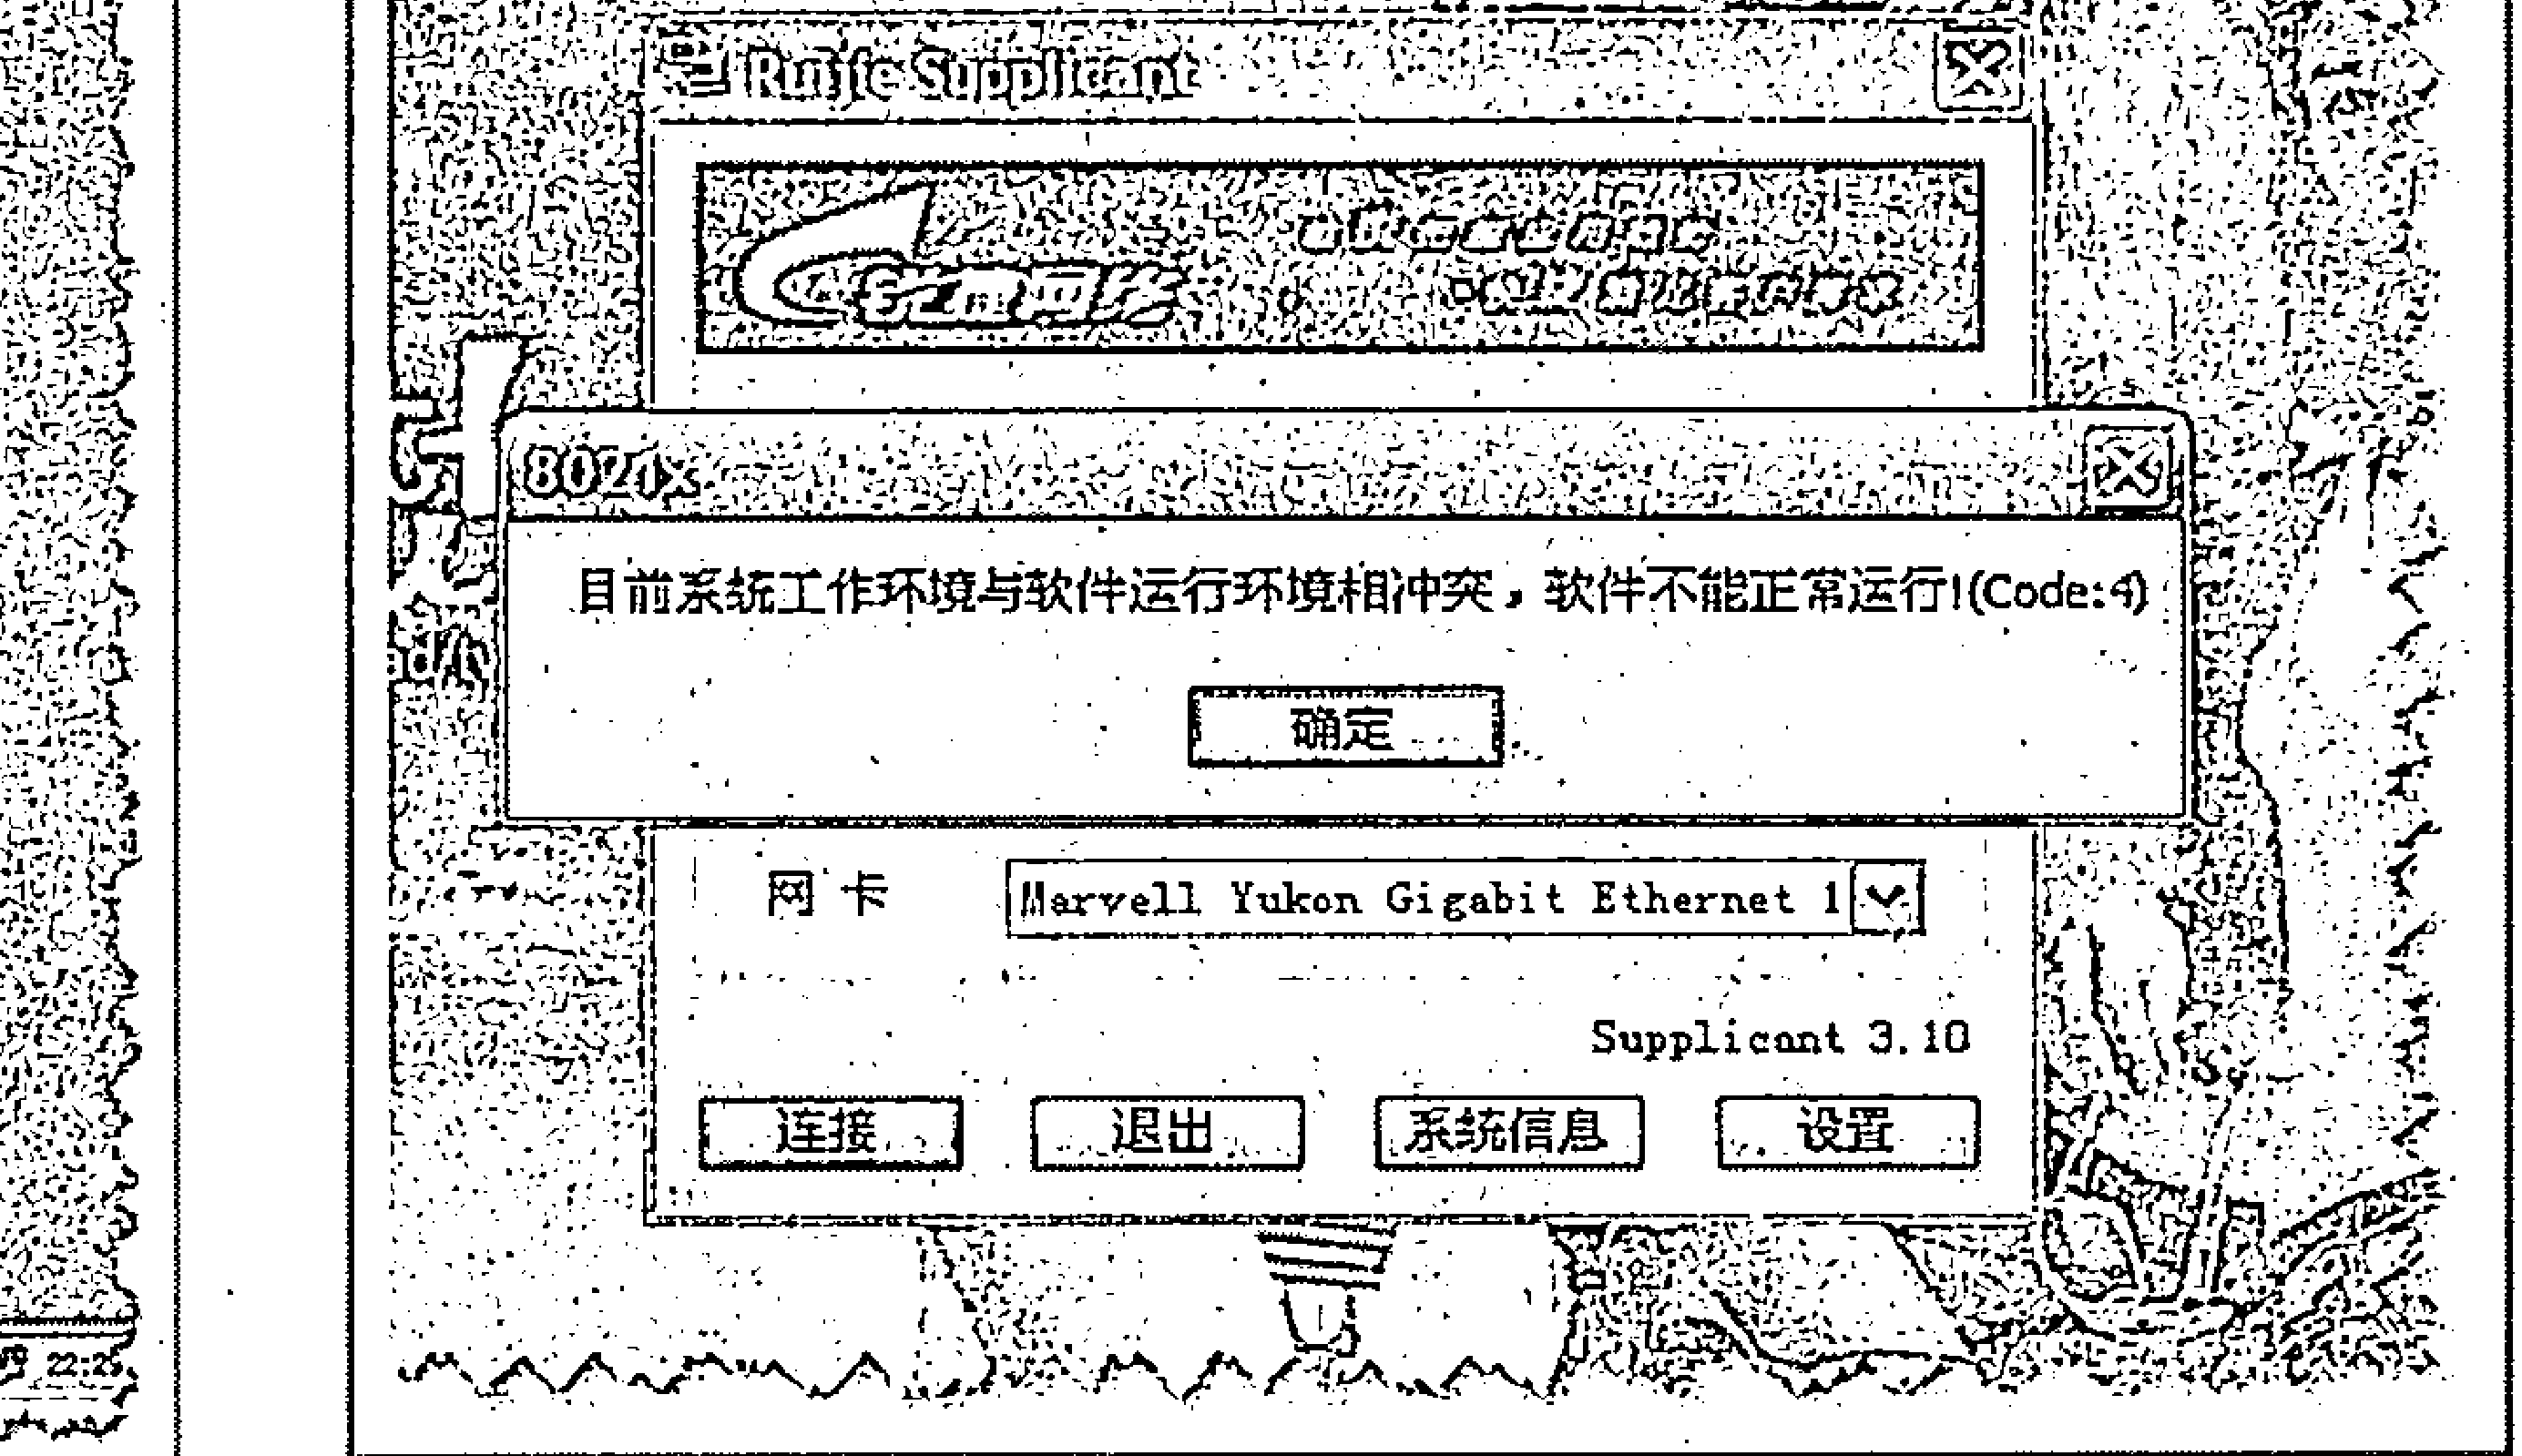 Ruijie Supplicant
8021x
目前系统工作环境与软件运行环境相冲突，软件不能正常运行!(Code:4)
确定
网 卡
Marvell Yukon Gigabit Ethernet 1
Supplicant 3.10
连接
退出
系统信息
设置